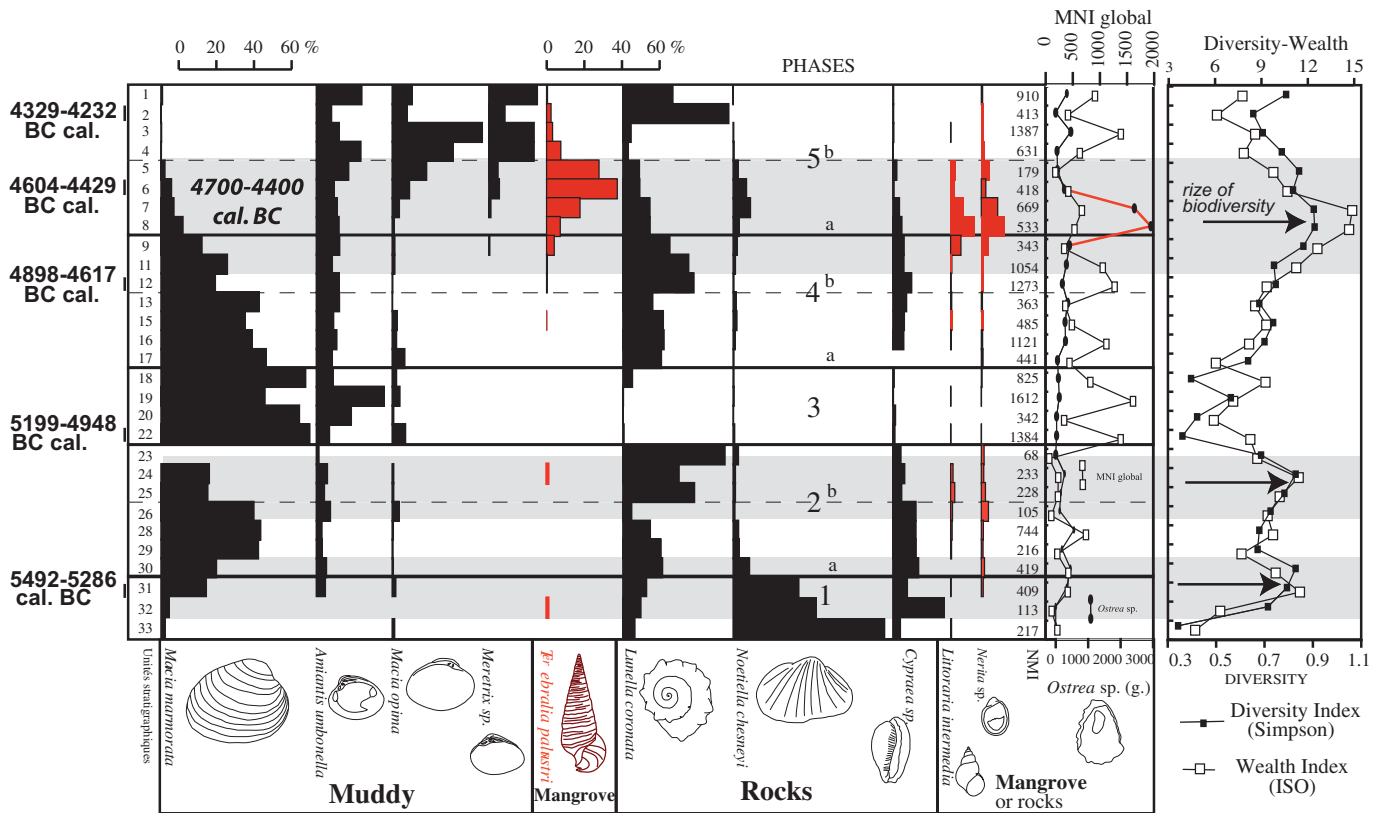 MNI global
0 500 1000 1500 2000
Diversity-Wealth
3 6 9 12 15
0 20 40 60 %
0 20 40 60 %
0 20 40 60 %
PHASES
4329-4232
BC cal.
4604-4429
BC cal.
4898-4617
BC cal.
5199-4948
BC cal.
5492-5286
cal. BC
1
2
3
4
5
6
7
8
9
11
12
13
15
16
17
18
19
20
22
23
24
25
26
28
29
30
31
32
33
4700-4400
cal. BC
5 b
a
4 b
a
3
2 b
a
1
910
413
1387
631
179
418
669
533
343
1054
1273
363
485
1121
441
825
1612
342
1384
68
233
228
105
744
216
419
409
113
217
MNI global
Ostrea sp.
rize of
biodiversity
Unités stratigraphiques
Macia marmorata
Amiantis umbonella
Macia opima
Meretrix sp.
Ter ebralia palustri
Lunella coronata
Noetiella chesneyi
Cypraea sp.
Littoraria intermedia
Nerita sp.
NMI
0 1000 2000 3000
Ostrea sp. (g.)
0.3 0.5 0.7 0.9 1.1
DIVERSITY
Diversity Index
(Simpson)
Wealth Index
(ISO)
Muddy
Mangrove
Rocks
Mangrove
or rocks